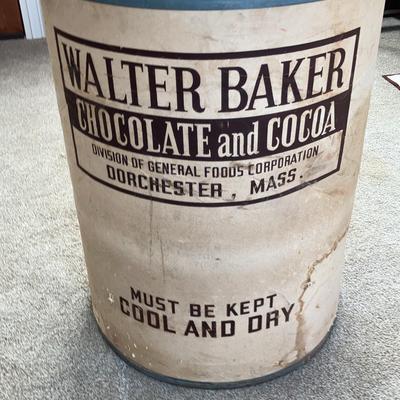 WALTER BAKER
CHOCOLATE and COCOA
DIVISION OF GENERAL FOODS CORPORATION
DORCHESTER, MASS.
MUST BE KEPT
COOL AND DRY